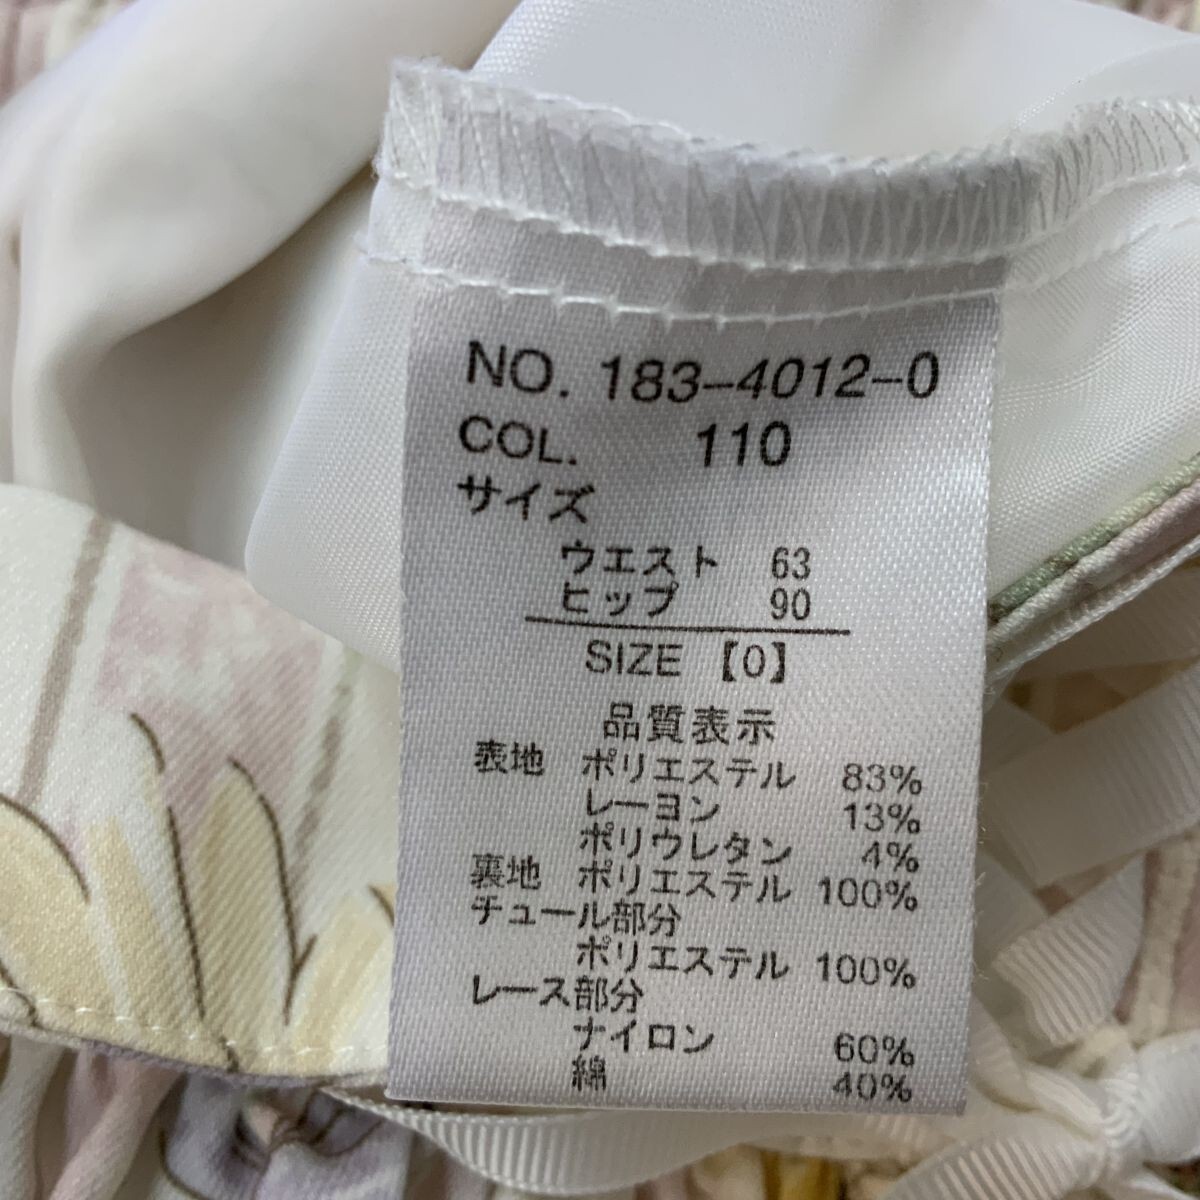 NO. 183-4012-0
COL. 110
サイズ
ウエスト 63
ヒップ 90
SIZE 【0】
品質表示
表地 ポリエステル 83%
レーヨン 13%
ポリウレタン 4%
裏地 ポリエステル 100%
チュール部分
ポリエステル 100%
レース部分
ナイロン 60%
綿 40%